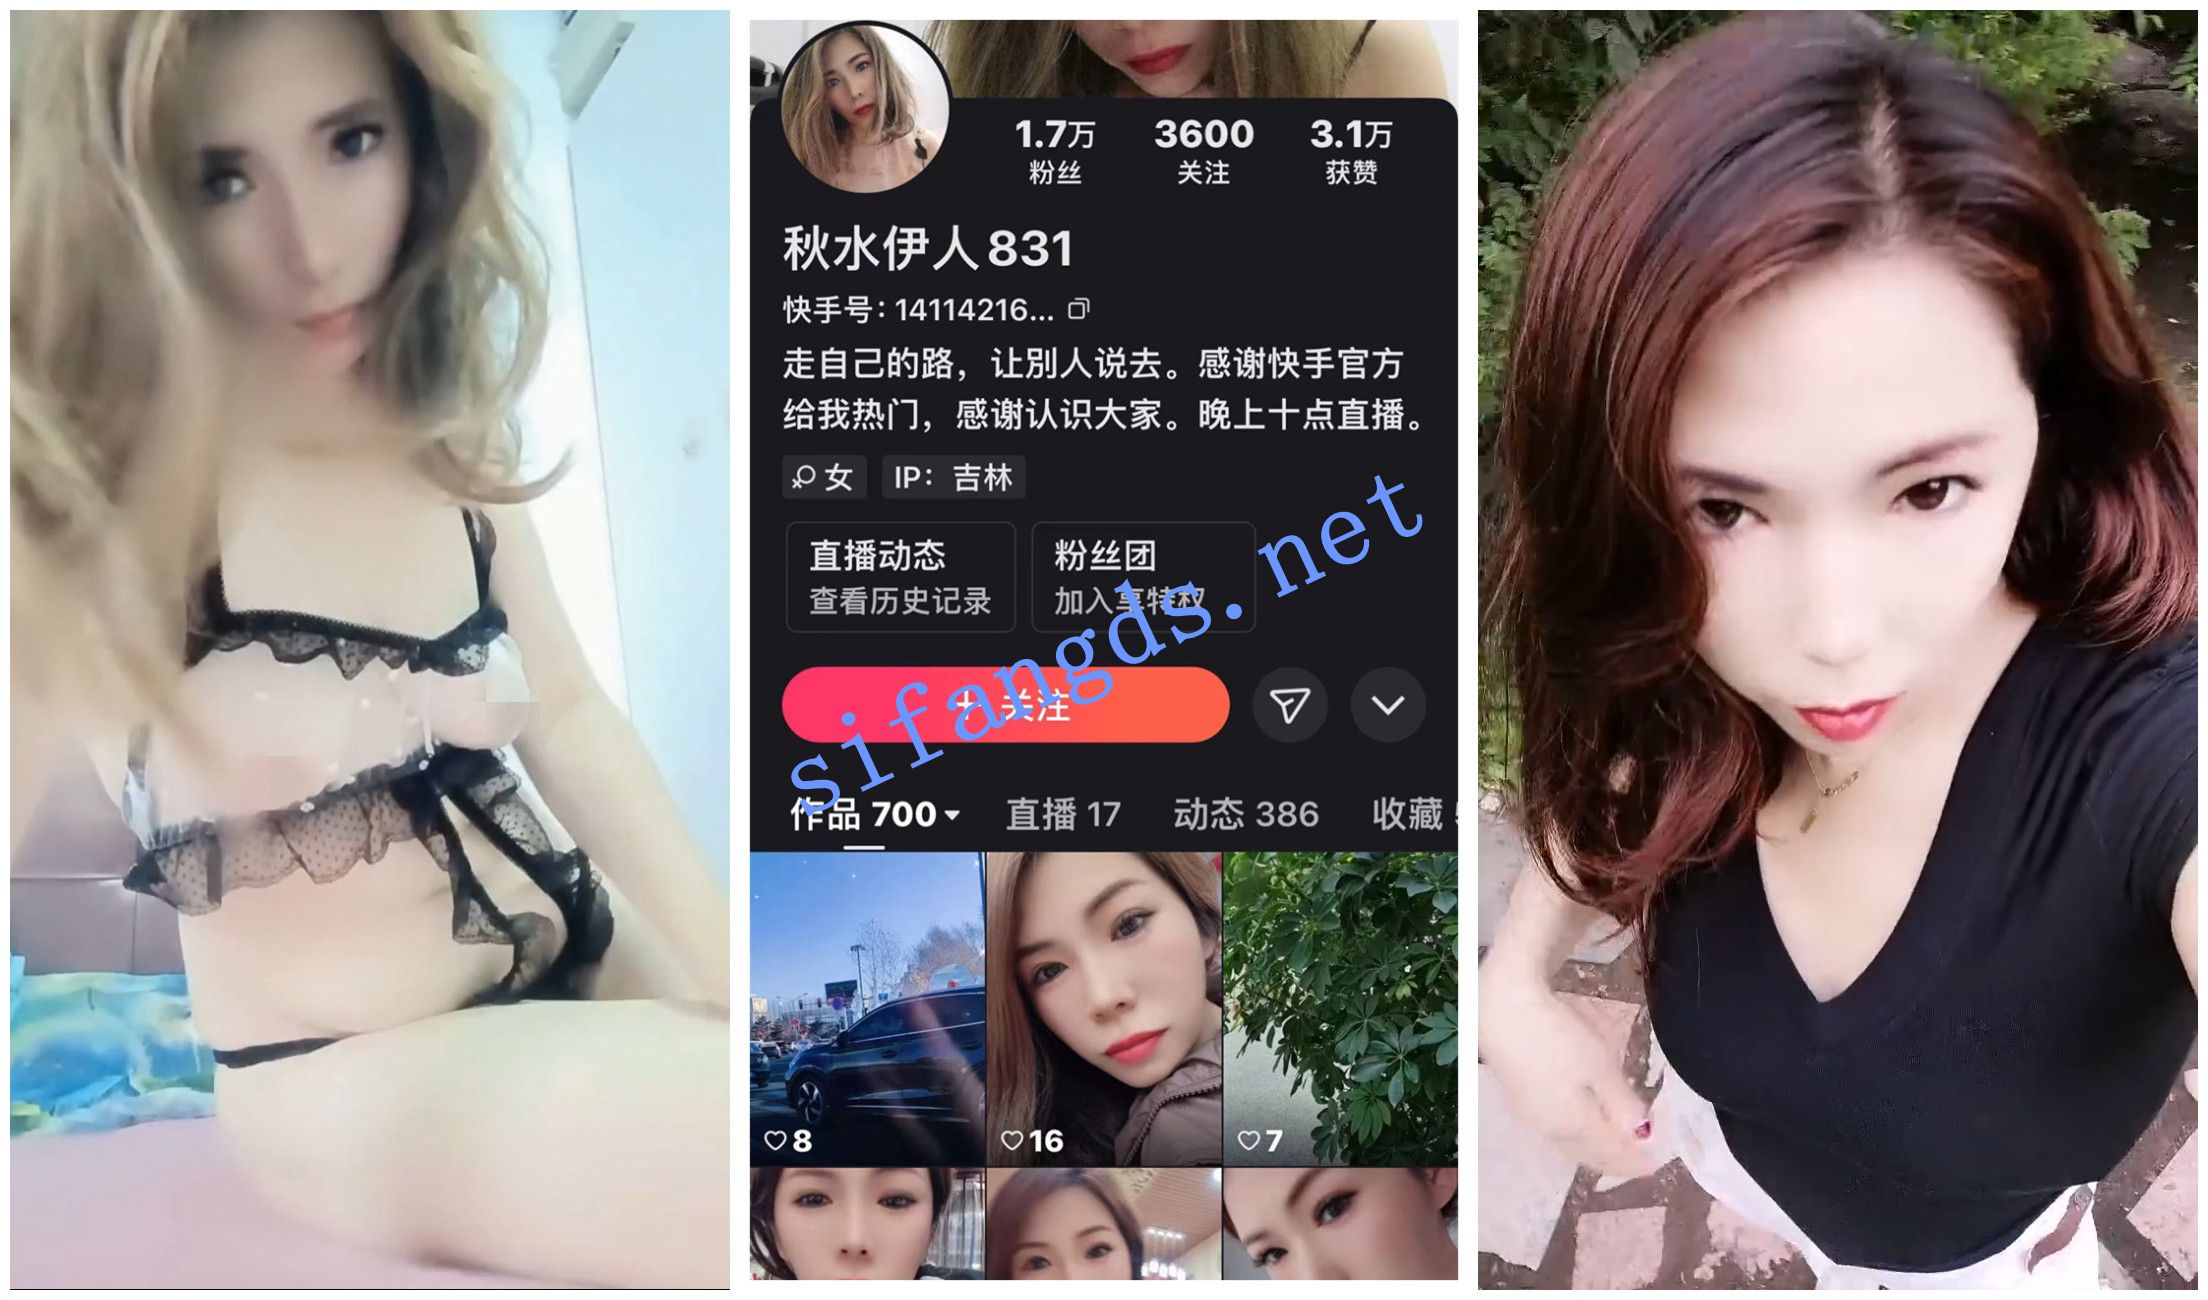 1.7万
粉丝
3600
关注
3.1万
获赞
秋水伊人831
快手号：14114216...
走自己的路，让别人说去。感谢快手官方
给我热门，感谢认识大家。晚上十点直播。
女
IP：吉林
直播动态
查看历史记录
粉丝团
加入享特权
+ 关注
sifangds.net
作品 700
直播 17
动态 386
收藏
8
16
7